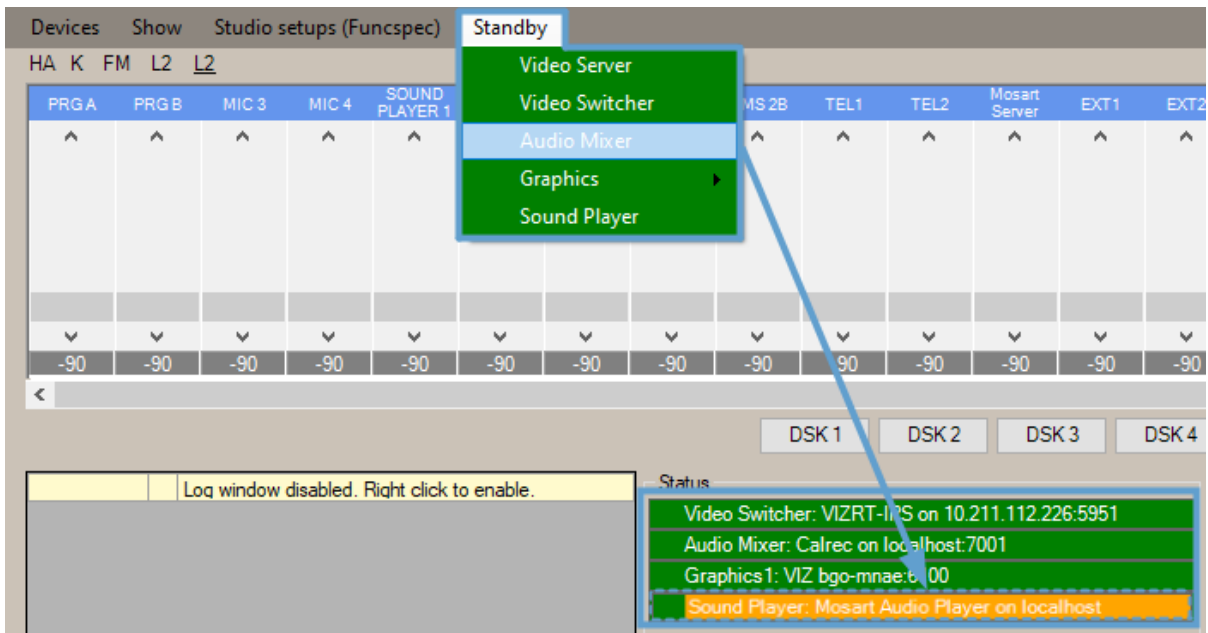 Devices Show Studio setups (Funcspec) Standby
HA K FM L2 L2
Video Server
Video Switcher
Audio Mixer
Graphics
Sound Player
PRG A PRG B MIC 3 MIC 4 SOUND PLAYER 1 MS 2B TEL1 TEL2 Mosart Server EXT1 EXT2
-90 -90 -90 -90 -90 -90 -90 -90 -90 90 -90 -90 -90 -90
DSK 1 DSK 2 DSK 3 DSK 4
Log window disabled. Right click to enable.
Status
Video Switcher: VIZRT-IPS on 10.211.112.226:5951
Audio Mixer: Calrec on localhost:7001
Graphics1: VIZ bgo-mnae:6100
Sound Player: Mosart Audio Player on localhost